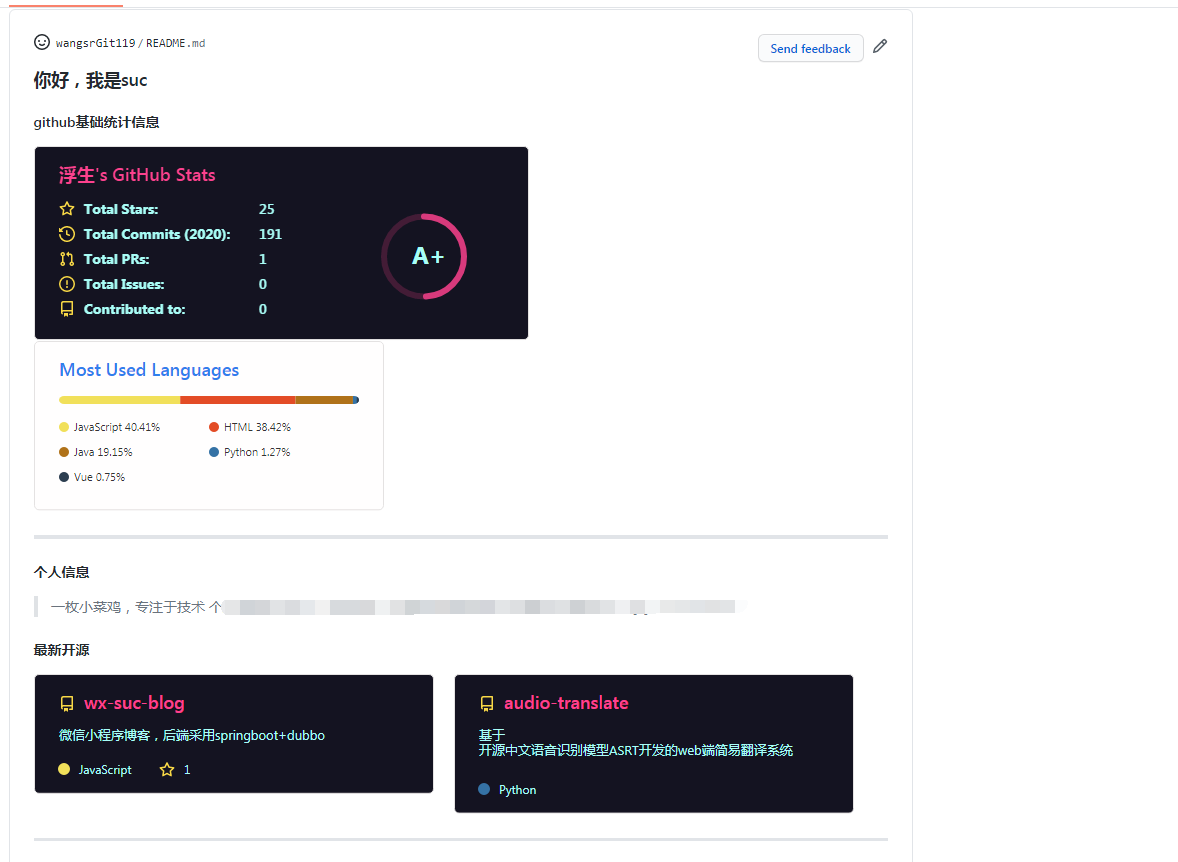 wangsrGit119 / README.md
Send feedback
你好，我是suc
github基础统计信息
浮生's GitHub Stats
Total Stars: 25
Total Commits (2020): 191
Total PRs: 1
Total Issues: 0
Contributed to: 0
A+
Most Used Languages
JavaScript 40.41% HTML 38.42%
Java 19.15% Python 1.27%
Vue 0.75%
个人信息
一枚小菜鸡，专注于技术 个
最新开源
wx-suc-blog
微信小程序博客，后端采用springboot+dubbo
JavaScript 1
audio-translate
基于
开源中文语音识别模型ASRT开发的web端简易翻译系统
Python